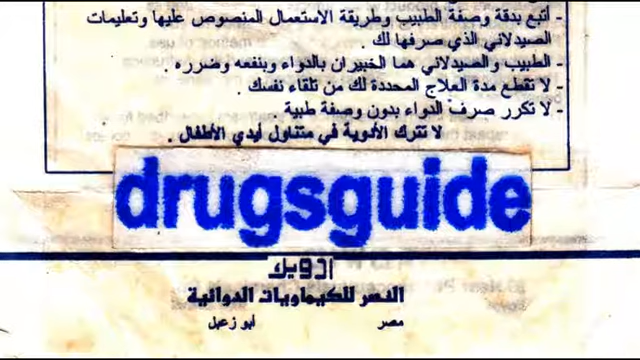 - أتبع بدقة وصفة الطبيب وطريقة الاستعمال المنصوص عليها وتعليمات
الصيدلاني الذي صرفها لك .
- الطبيب والصيدلاني هما الخبيران بالدواء وبنفعه وضرره .
- لا تقطع مدة العلاج المحددة لك من تلقاء نفسك .
- لا تكرر صرف الدواء بدون وصفة طبية
لا تترك الأدوية في متناول أيدي الأطفال .
drugsguide
ادويك
النصر للكيماويات الدوائية
أبو زعبل مصر